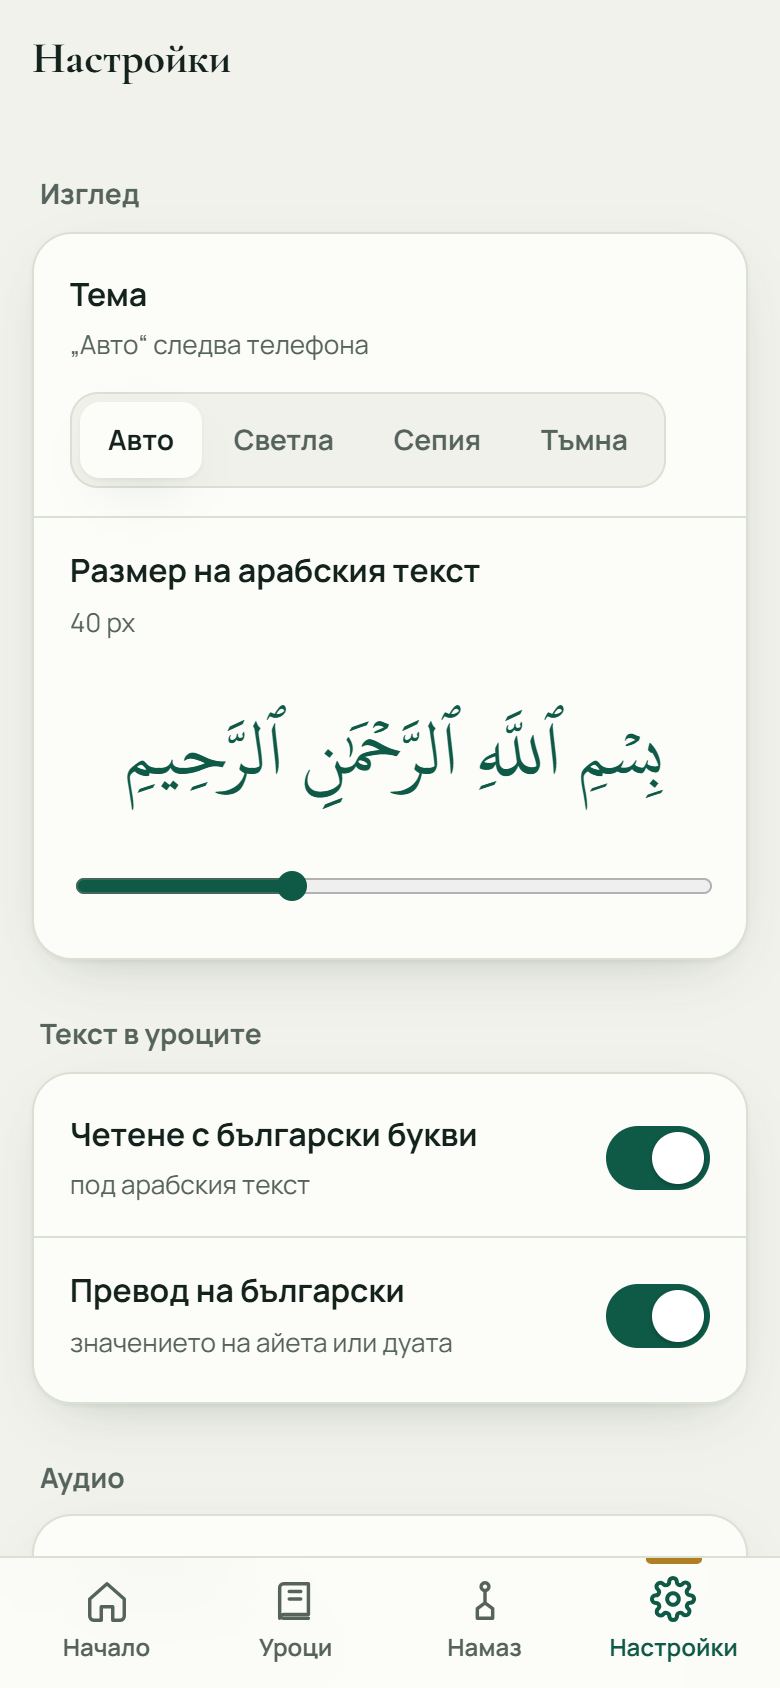 Настройки
Изглед
Тема
„Авто“ следва телефона
Авто Светла Сепия Тъмна
Размер на арабския текст
40 px
بِسْمِ ٱللَّهِ ٱلرَّحْمَٰنِ ٱلرَّحِيمِ
Текст в уроците
Четене с български букви
под арабския текст
Превод на български
значението на айета или дуата
Аудио
Начало Уроци Намаз Настройки